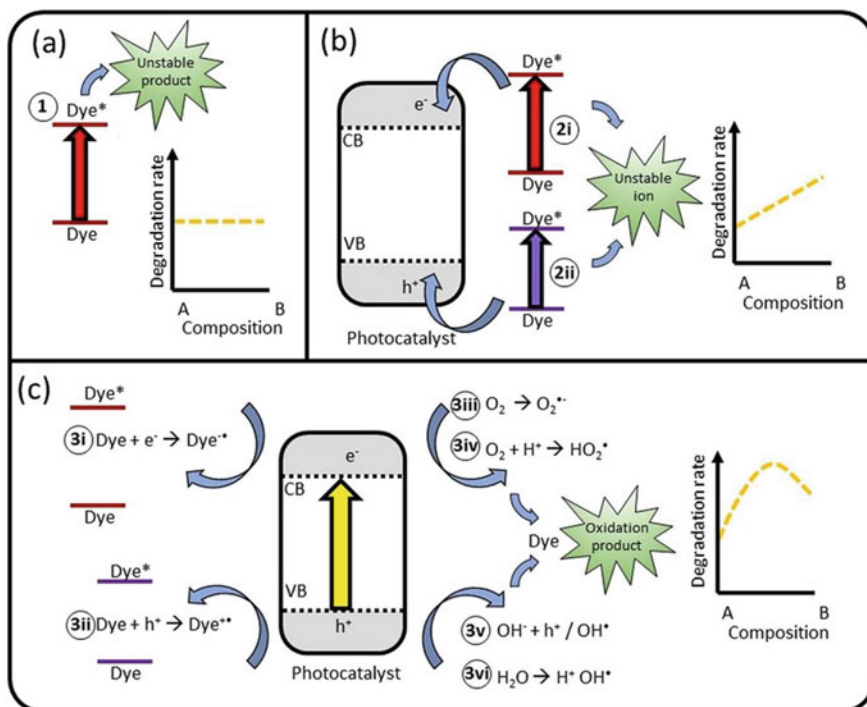 (a)
Unstable
product
1
Dye*
Dye
Degradation rate
A
B
Composition
(b)
Dye*
e⁻
CB
2i
Dye
Unstable
ion
Dye*
VB
2ii
h⁺
Dye
Photocatalyst
Degradation rate
A
B
Composition
(c)
Dye*
3i Dye + e⁻ → Dye⁻•
Dye
Dye*
3ii Dye + h⁺ → Dye⁺•
Dye
e⁻
CB
VB
h⁺
Photocatalyst
3iii O₂ → O₂•⁻
3iv O₂ + H⁺ → HO₂•
Dye
Oxidation
product
3v OH⁻ + h⁺ / OH•
3vi H₂O → H⁺ OH•
Degradation rate
A
B
Composition